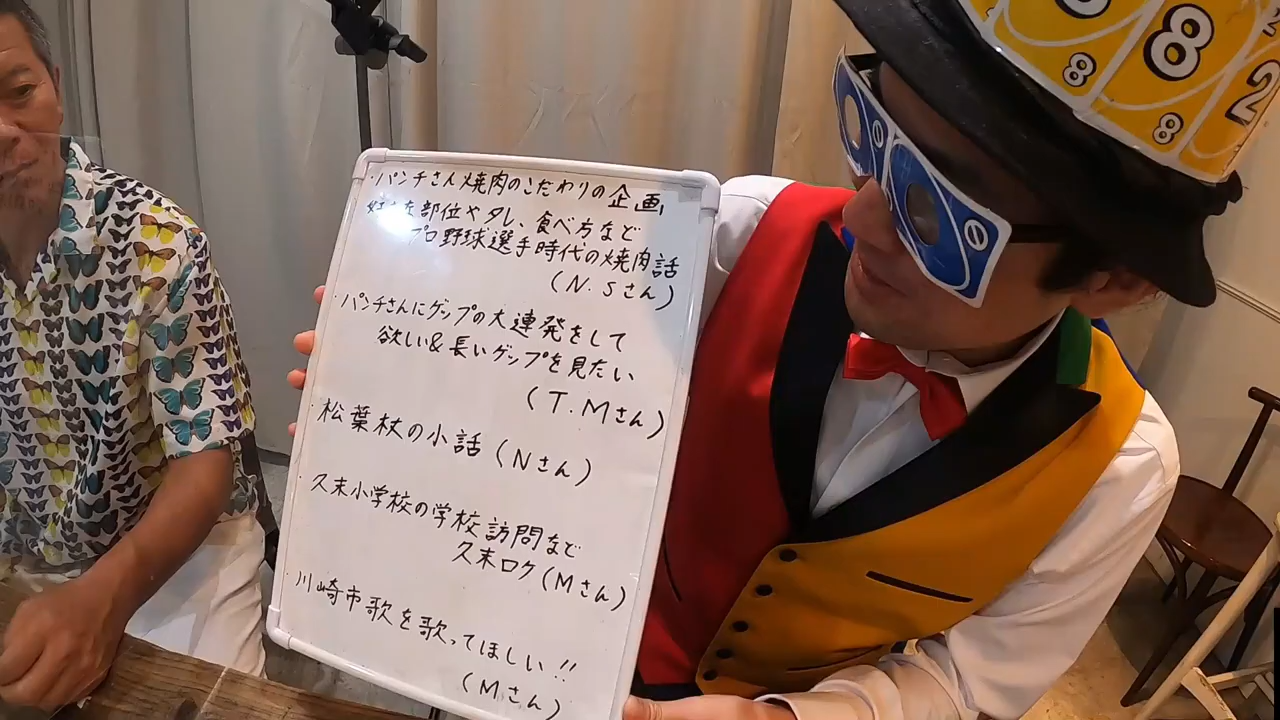 ・パンチさん焼肉のこだわりの企画
好きな部位やタレ、食べ方など
プロ野球選手時代の焼肉話
(N.Sさん)
・パンチさんにゲップの大連発をして
欲しい&長いゲップを見たい
(T.Mさん)
・松葉杖の小話(Nさん)
・久末小学校の学校訪問など
久末ロケ(Mさん)
・川崎市歌を歌ってほしい!!
(Mさん)
8
8
8
8
2